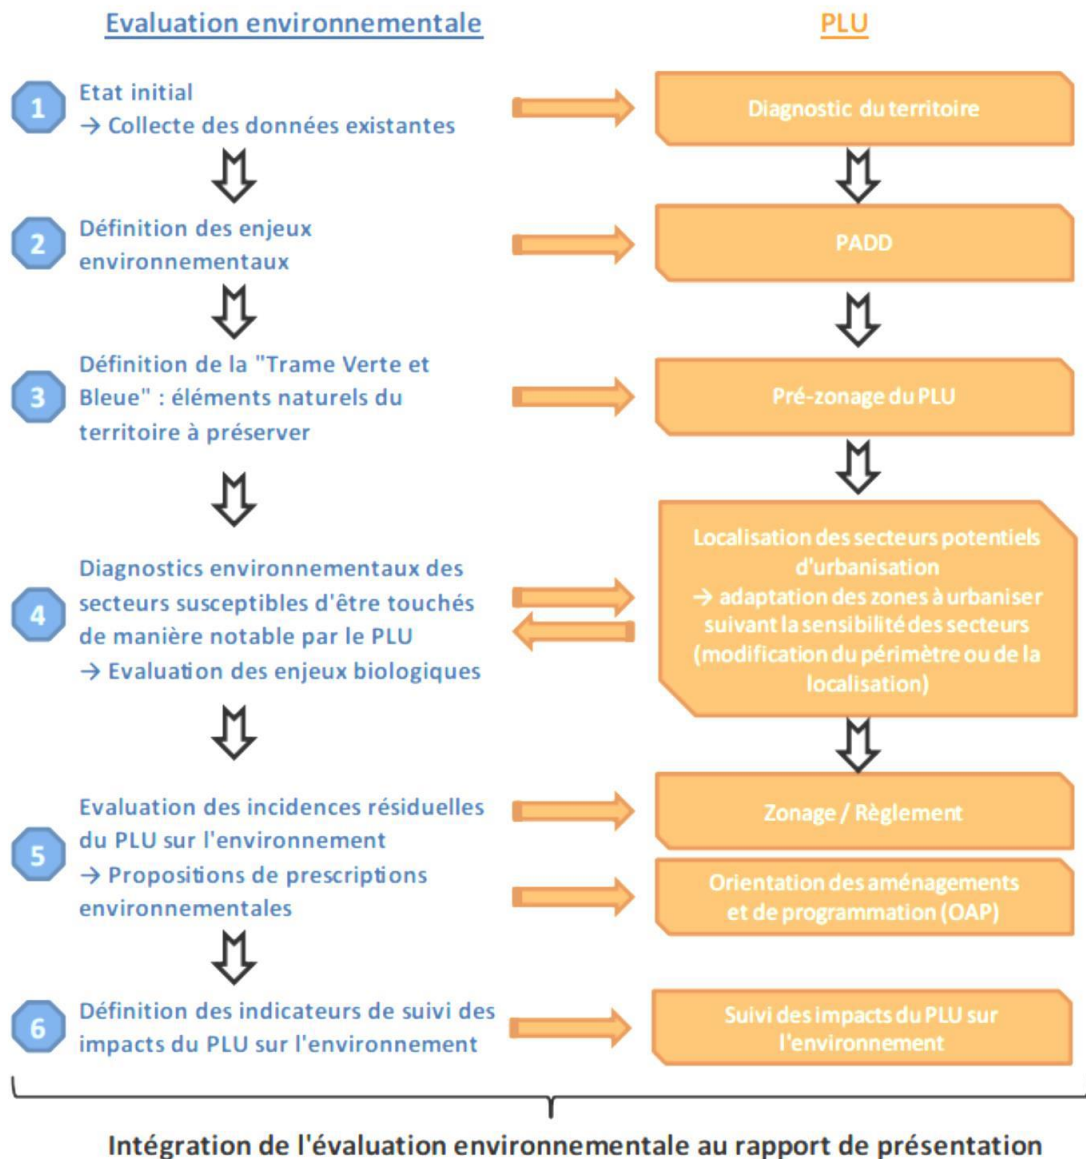 Evaluation environnementale
PLU
1
Etat initial
→ Collecte des données existantes
Diagnostic du territoire
2
Définition des enjeux
environnementaux
PADD
3
Définition de la "Trame Verte et
Bleue" : éléments naturels du
territoire à préserver
Pré-zonage du PLU
4
Diagnostics environnementaux des
secteurs susceptibles d'être touchés
de manière notable par le PLU
→ Evaluation des enjeux biologiques
Localisation des secteurs potentiels
d'urbanisation
→ adaptation des zones à urbaniser
suivant la sensibilité des secteurs
(modification du périmètre ou de la
localisation)
5
Evaluation des incidences résiduelles
du PLU sur l'environnement
→ Propositions de prescriptions
environnementales
Zonage / Règlement
Orientation des aménagements
et de programmation (OAP)
6
Définition des indicateurs de suivi des
impacts du PLU sur l'environnement
Suivi des impacts du PLU sur
l'environnement
Intégration de l'évaluation environnementale au rapport de présentation